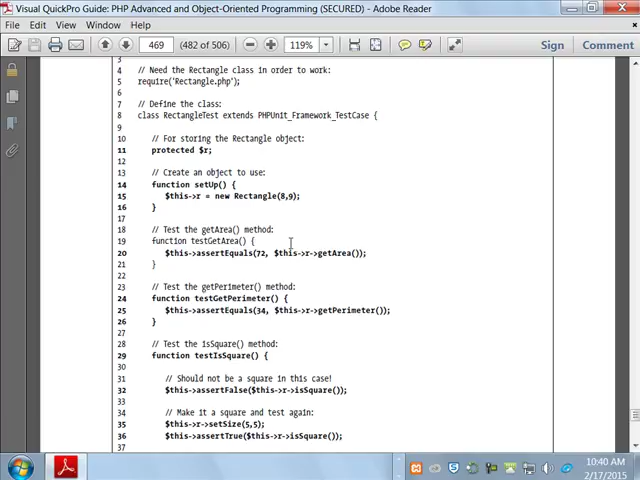 Visual QuickPro Guide: PHP Advanced and Object-Oriented Programming (SECURED) - Adobe Reader
File Edit View Window Help
469 (482 of 506) 119% Sign Comment
3
4 // Need the Rectangle class in order to work:
5 require('Rectangle.php');
6
7 // Define the class:
8 class RectangleTest extends PHPUnit_Framework_TestCase {
9
10 // For storing the Rectangle object:
11 protected $r;
12
13 // Create an object to use:
14 function setUp() {
15 $this->r = new Rectangle(8,9);
16 }
17
18 // Test the getArea() method:
19 function testGetArea() {
20 $this->assertEquals(72, $this->r->getArea());
21 }
22
23 // Test the getPerimeter() method:
24 function testGetPerimeter() {
25 $this->assertEquals(34, $this->r->getPerimeter());
26 }
27
28 // Test the isSquare() method:
29 function testIsSquare() {
30
31 // Should not be a square in this case!
32 $this->assertFalse($this->r->isSquare());
33
34 // Make it a square and test again:
35 $this->r->setSize(5,5);
36 $this->assertTrue($this->r->isSquare());
37
10:40 AM
2/17/2015